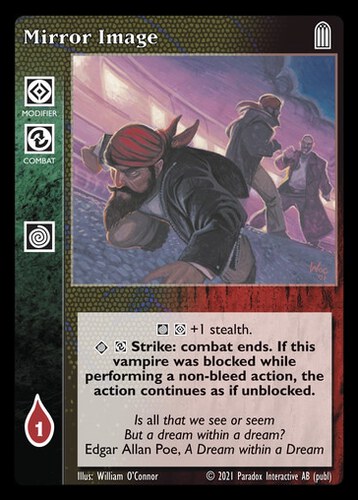 Mirror Image
MODIFIER
COMBAT
+1 stealth.
Strike: combat ends. If this
vampire was blocked while
performing a non-bleed action, the
action continues as if unblocked.
Is all that we see or seem
But a dream within a dream?
Edgar Allan Poe, A Dream within a Dream
1
Illus: William O'Connor © 2021 Paradox Interactive AB (publ)